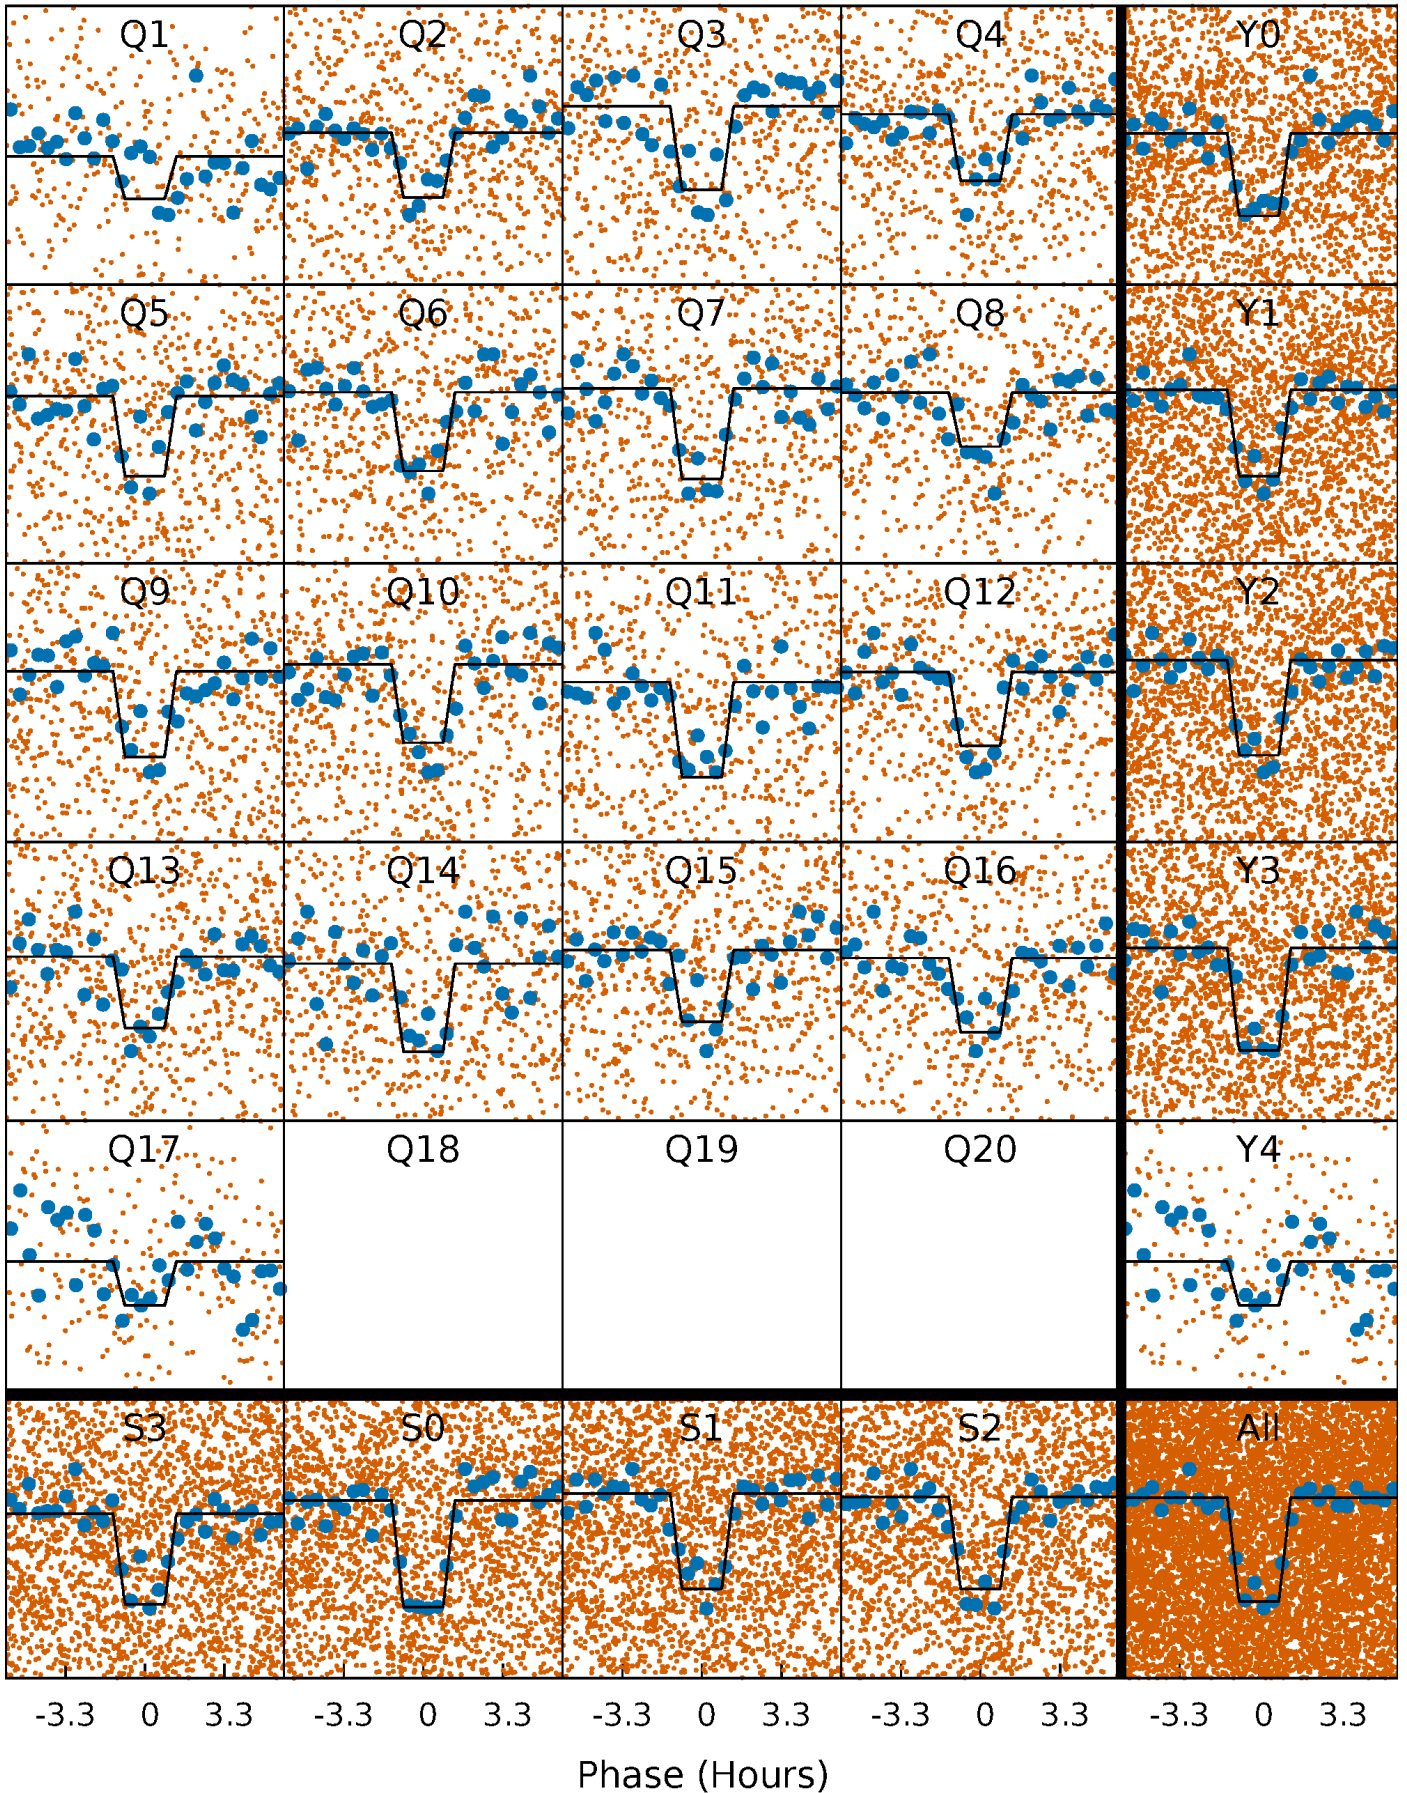 Q1 Q2 Q3 Q4 Y0
Q5 Q6 Q7 Q8 Y1
Q9 Q10 Q11 Q12 Y2
Q13 Q14 Q15 Q16 Y3
Q17 Q18 Q19 Q20 Y4
S3 S0 S1 S2 All
-3.3 0 3.3 -3.3 0 3.3 -3.3 0 3.3 -3.3 0 3.3 -3.3 0 3.3
Phase (Hours)